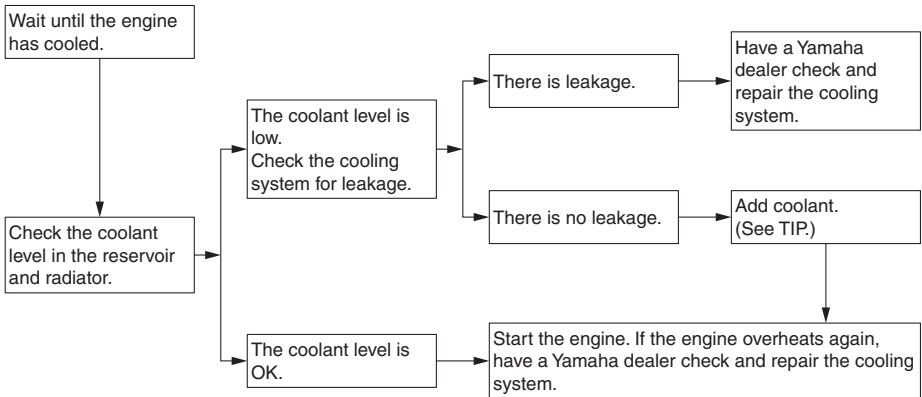 Wait until the engine
has cooled.
Check the coolant
level in the reservoir
and radiator.
The coolant level is
low.
Check the cooling
system for leakage.
There is leakage.
Have a Yamaha
dealer check and
repair the cooling
system.
There is no leakage.
Add coolant.
(See TIP.)
The coolant level is
OK.
Start the engine. If the engine overheats again,
have a Yamaha dealer check and repair the cooling
system.